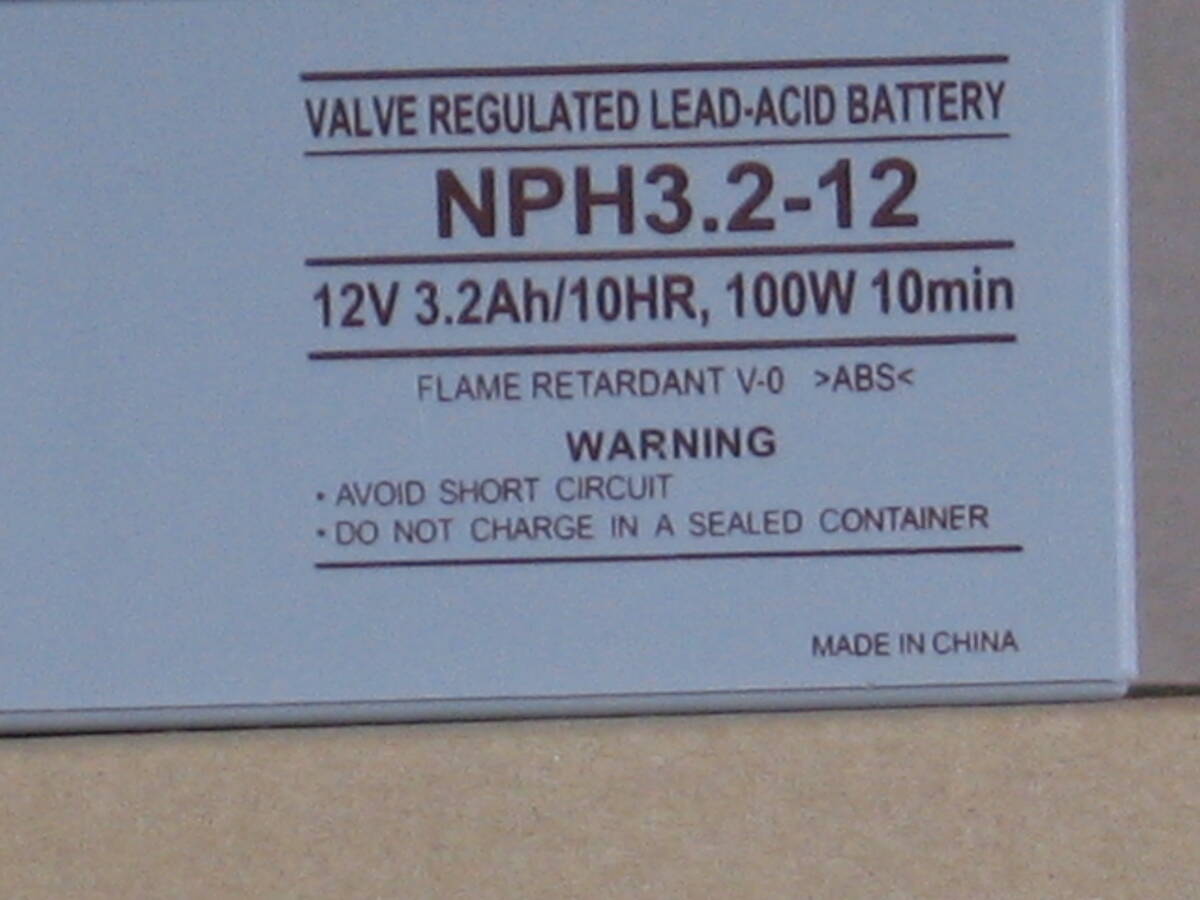 VALVE REGULATED LEAD-ACID BATTERY
NPH3.2-12
12V 3.2Ah/10HR, 100W 10min
FLAME RETARDANT V-0 >ABS<
WARNING
• AVOID SHORT CIRCUIT
• DO NOT CHARGE IN A SEALED CONTAINER
MADE IN CHINA